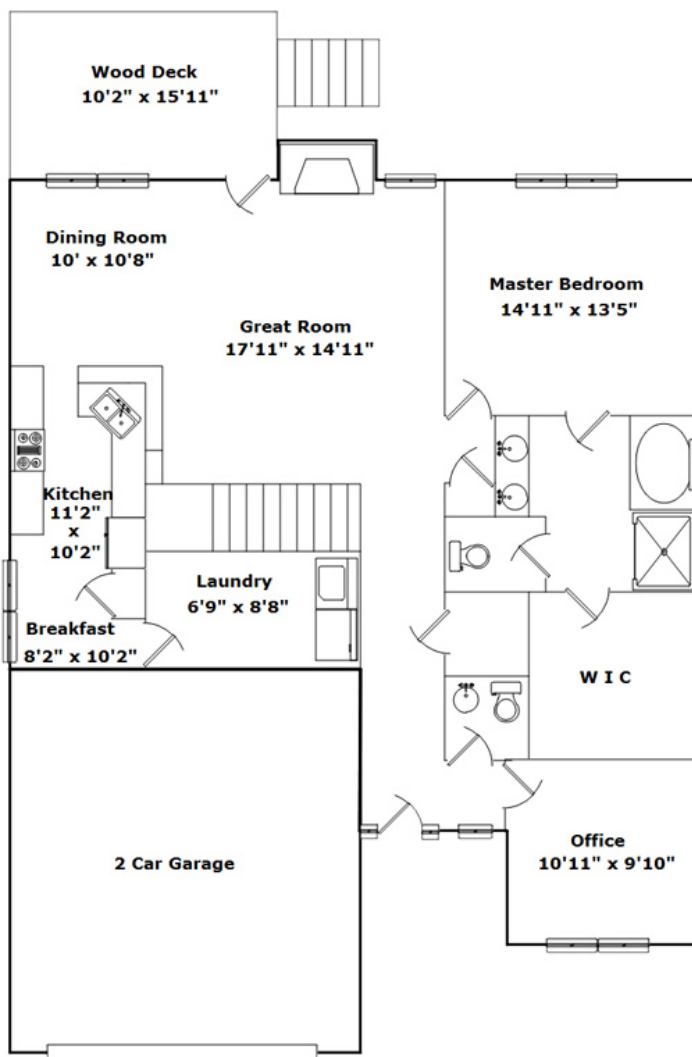 Wood Deck
10'2" x 15'11"
Dining Room
10' x 10'8"
Master Bedroom
14'11" x 13'5"
Great Room
17'11" x 14'11"
Kitchen
11'2"
x
10'2"
Laundry
6'9" x 8'8"
Breakfast
8'2" x 10'2"
W I C
2 Car Garage
Office
10'11" x 9'10"